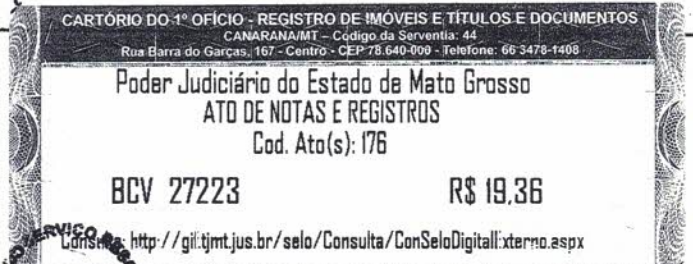 CARTÓRIO DO 1º OFÍCIO - REGISTRO DE IMÓVEIS E TÍTULOS E DOCUMENTOS
CANARANA/MT – Código da Serventia: 44
Rua Barra do Garças, 167 - Centro - CEP 78.640-000 - Telefone: 66 3478-1408
Poder Judiciário do Estado de Mato Grosso
ATO DE NOTAS E REGISTROS
Cod. Ato(s): 176
BCV 27223 R$ 19,36
http://gif.tjmt.jus.br/selo/Consulta/ConSeloDigitalExterno.aspx
SERVIÇO